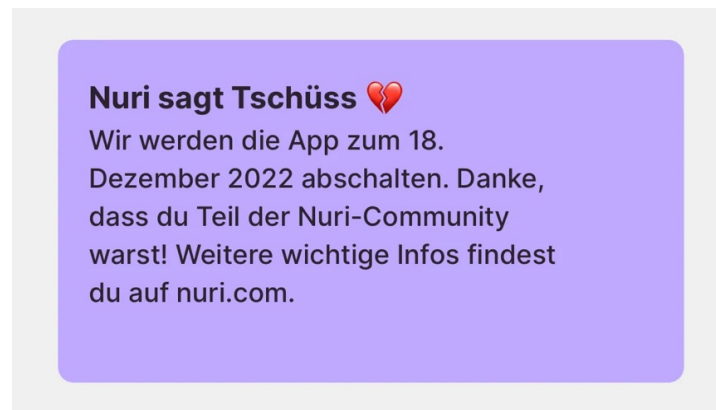 Nuri sagt Tschüss 💔
Wir werden die App zum 18.
Dezember 2022 abschalten. Danke,
dass du Teil der Nuri-Community
warst! Weitere wichtige Infos findest
du auf nuri.com.